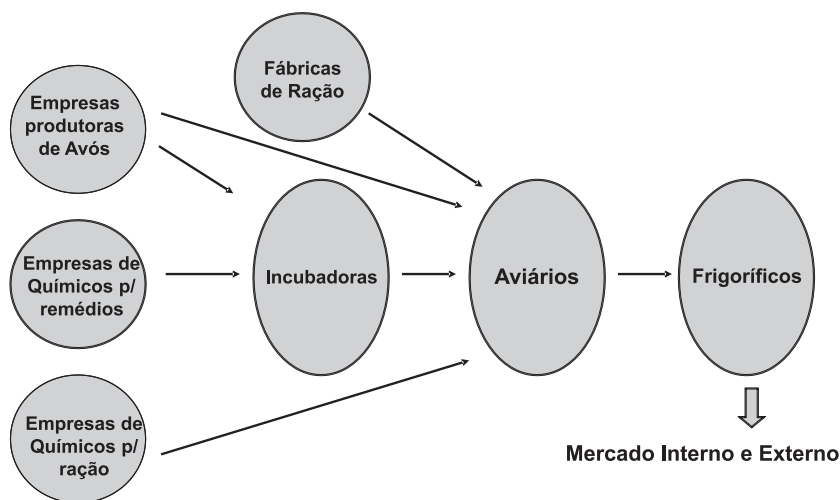 Fábricas
de Ração
Empresas
produtoras
de Avós
Empresas de
Químicos p/
remédios
Incubadoras
Aviários
Frigoríficos
Empresas de
Químicos p/
ração
Mercado Interno e Externo